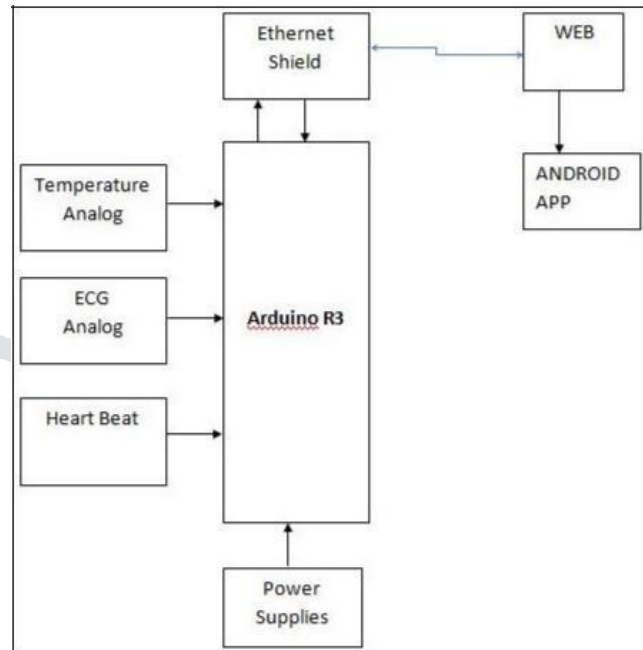 Ethernet
Shield
WEB
ANDROID
APP
Temperature
Analog
ECG
Analog
Arduino R3
Heart Beat
Power
Supplies